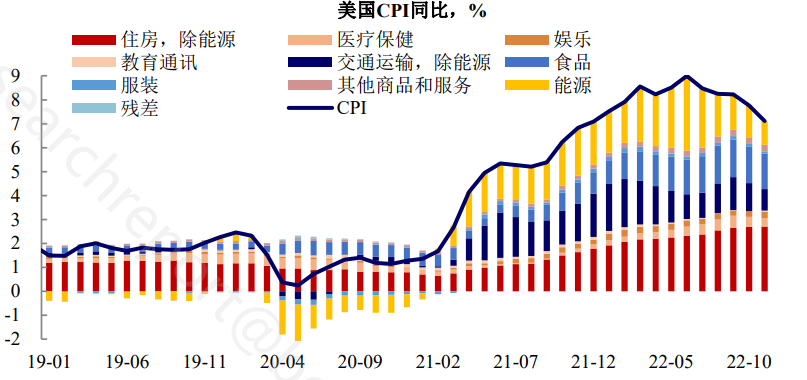 美国CPI同比，%
住房，除能源 医疗保健 娱乐
教育通讯 交通运输，除能源 食品
服装 其他商品和服务 能源
残差 CPI
9
8
7
6
5
4
3
2
1
0
-1
-2
19-01 19-06 19-11 20-04 20-09 21-02 21-07 21-12 22-05 22-10